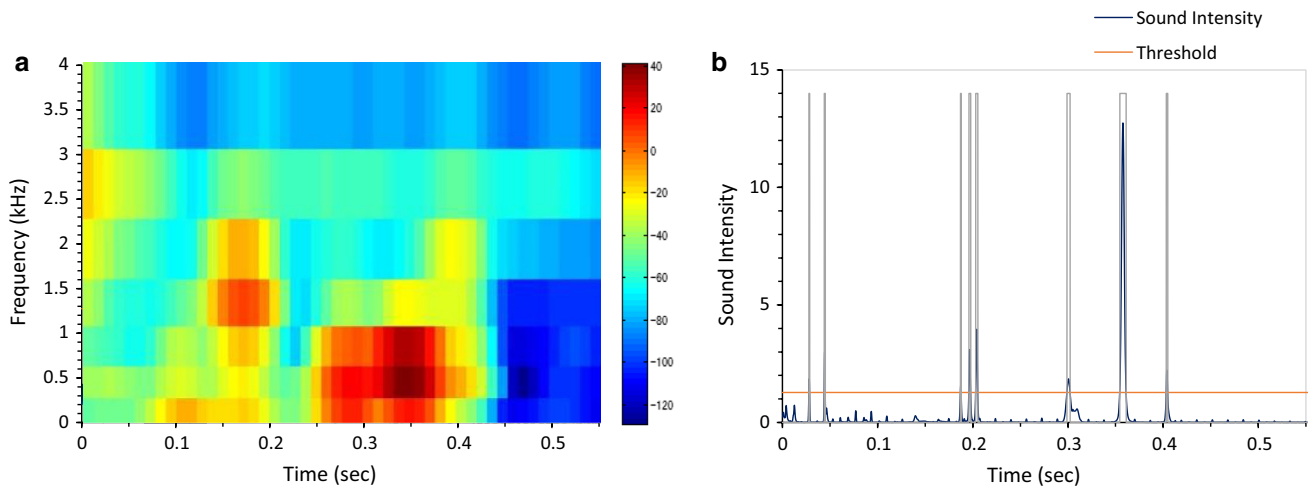 a
4
3.5
3
2.5
2
1.5
1
0.5
0
Frequency (kHz)
0 0.1 0.2 0.3 0.4 0.5
Time (sec)
40
20
0
−20
−40
−60
−80
−100
−120
b
Sound Intensity
Threshold
15
10
5
0
Sound Intensity
0 0.1 0.2 0.3 0.4 0.5
Time (sec)